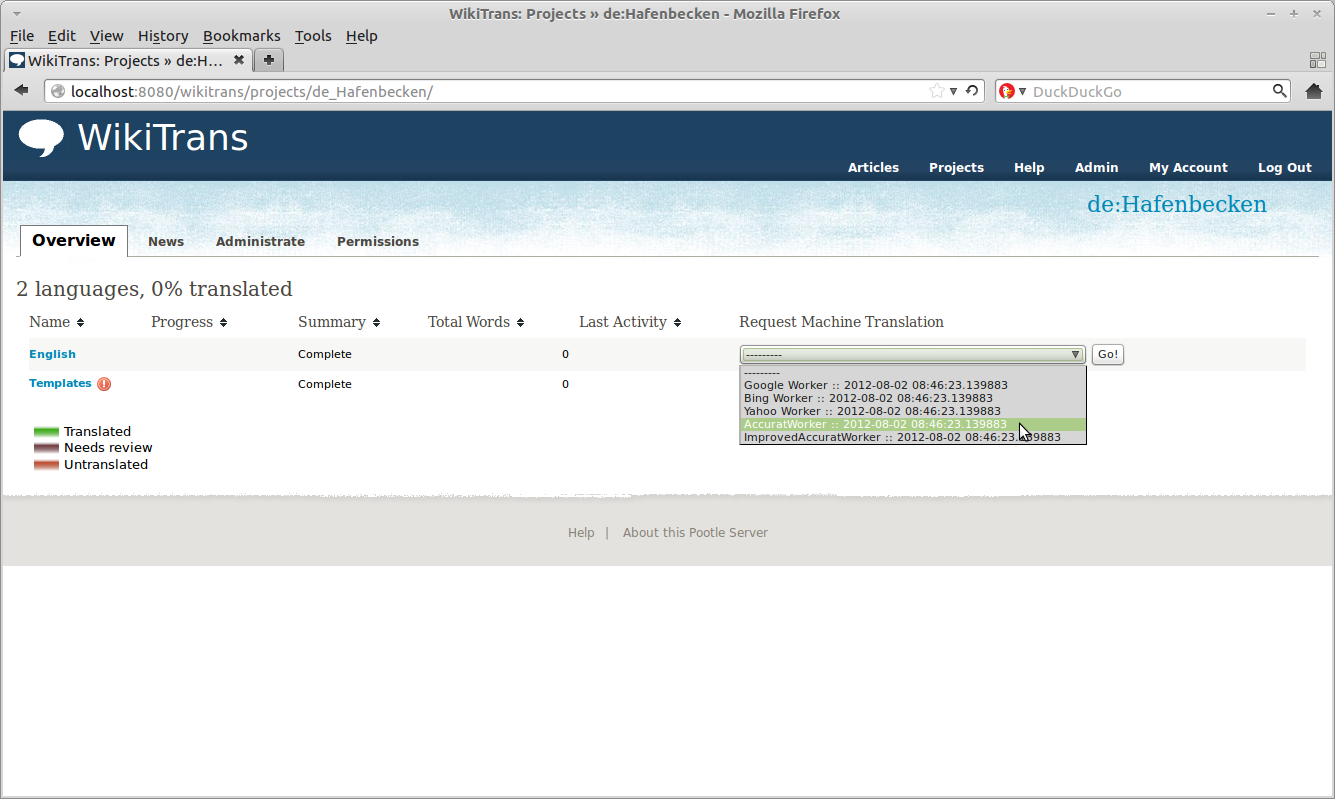 WikiTrans: Projects » de:Hafenbecken - Mozilla Firefox
File Edit View History Bookmarks Tools Help
WikiTrans: Projects » de:H...
localhost:8080/wikitrans/projects/de_Hafenbecken/ DuckDuckGo
WikiTrans
Articles Projects Help Admin My Account Log Out
de:Hafenbecken
Overview News Administrate Permissions
2 languages, 0% translated
Name Progress Summary Total Words Last Activity Request Machine Translation
English Complete 0 --------- Go!
---------
Templates Complete 0 Google Worker :: 2012-08-02 08:46:23.139883
Bing Worker :: 2012-08-02 08:46:23.139883
Yahoo Worker :: 2012-08-02 08:46:23.139883
AccuratWorker :: 2012-08-02 08:46:23.139883
ImprovedAccuratWorker :: 2012-08-02 08:46:23.139883
Translated
Needs review
Untranslated
Help | About this Pootle Server